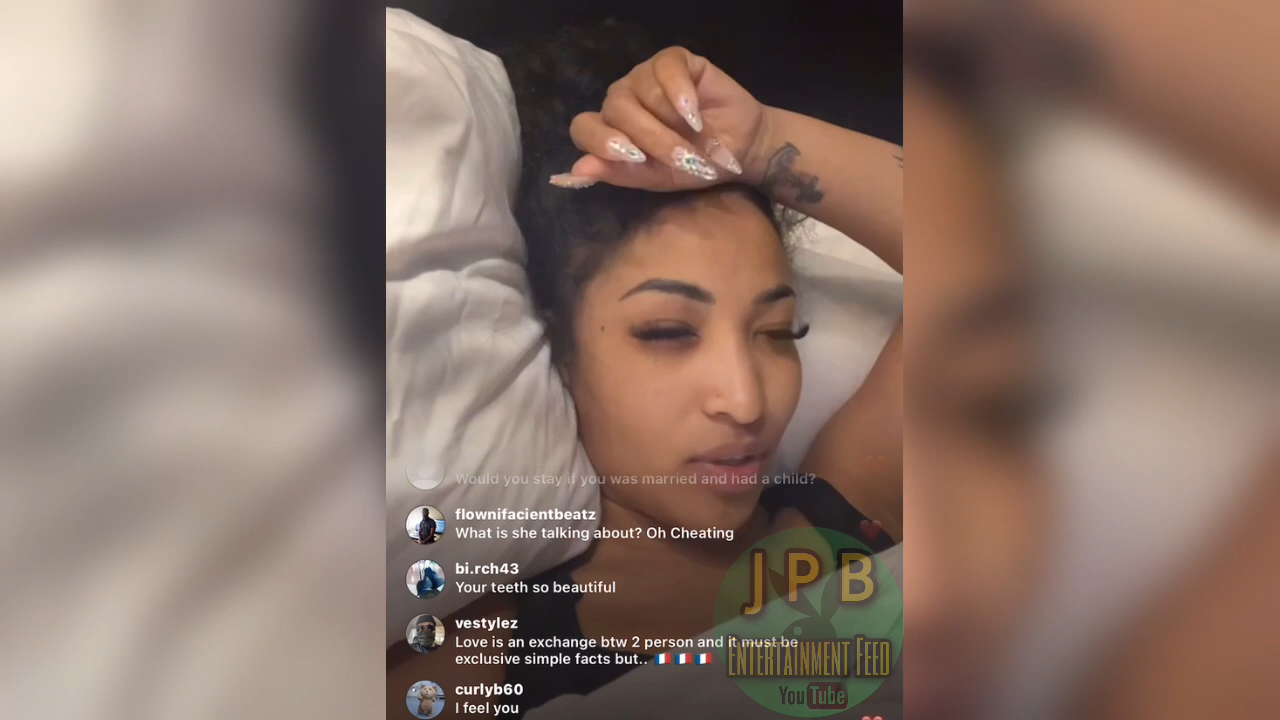 Would you stay if you was married and had a child?
flownifacientbeatz
What is she talking about? Oh Cheating
bi.rch43
Your teeth so beautiful
vestylez
Love is an exchange btw 2 person and it must be
exclusive simple facts but.. 🇫🇷 🇫🇷 🇫🇷
curlyb60
I feel you
JPB
ENTERTAINMENT FEED
YouTube